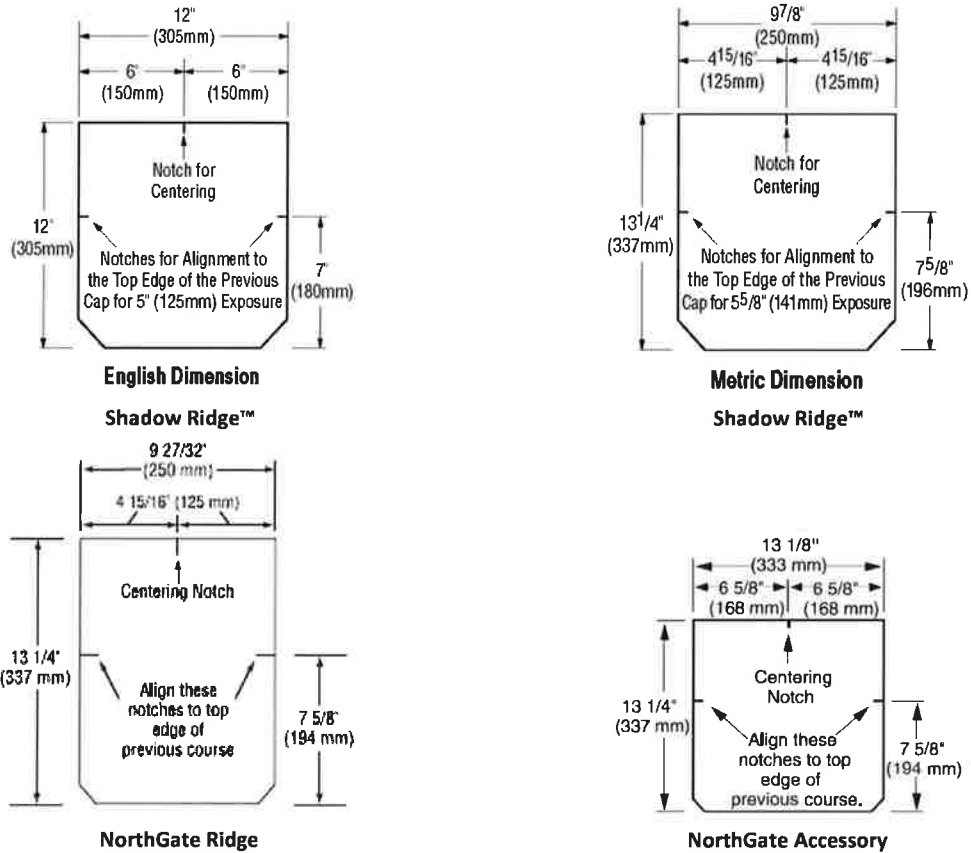 12"
(305mm)
6"
(150mm)
6"
(150mm)
Notch for
Centering
12"
(305mm)
Notches for Alignment to
the Top Edge of the Previous
Cap for 5" (125mm) Exposure
7"
(180mm)
English Dimension
Shadow Ridge™
97/8"
(250mm)
415/16"
(125mm)
415/16"
(125mm)
Notch for
Centering
131/4"
(337mm)
Notches for Alignment to
the Top Edge of the Previous
Cap for 55/8" (141mm) Exposure
75/8"
(196mm)
Metric Dimension
Shadow Ridge™
9 27/32"
(250 mm)
4 15/16" (125 mm)
Centering Notch
13 1/4"
(337 mm)
Align these
notches to top
edge of
previous course
7 5/8"
(194 mm)
NorthGate Ridge
13 1/8"
(333 mm)
6 5/8"
(168 mm)
6 5/8"
(168 mm)
Centering
Notch
13 1/4"
(337 mm)
Align these
notches to top
edge of
previous course.
7 5/8"
(194 mm)
NorthGate Accessory